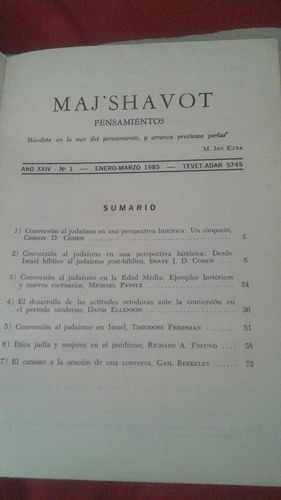 MAJ'SHAVOT
PENSAMIENTOS
Húndete en la mar del pensamiento, y arranca preciosas perlas"
M. Ibn Ezra
AÑO XXIV - Nº 1 — ENERO-MARZO 1985 — TEVET-ADAR 5745
SUMARIO
1) Conversión al judaísmo en una perspectiva histórica: Un simposio,
Gerson D. Cohen ........ 5
2) Conversión al judaísmo en una perspectiva histórica: Desde
Israel bíblico al judaísmo post-bíblico, Shaye J. D. Cohen .... 6
3) Conversión al judaísmo en la Edad Media: Ejemplos históricos
y nuevos escenarios, Michael Panitz ........ 24
4) El desarrollo de las actitudes ortodoxas ante la conversión en
el período moderno, David Ellenson ........ 36
5) Conversión al judaísmo en Israel, Theodore Friedman .... 51
6) Etica judía y mujeres en el jasidismo, Richard A. Freund .... 58
7) El camino a la oración de una conversa, Gail Berkeley .... 72